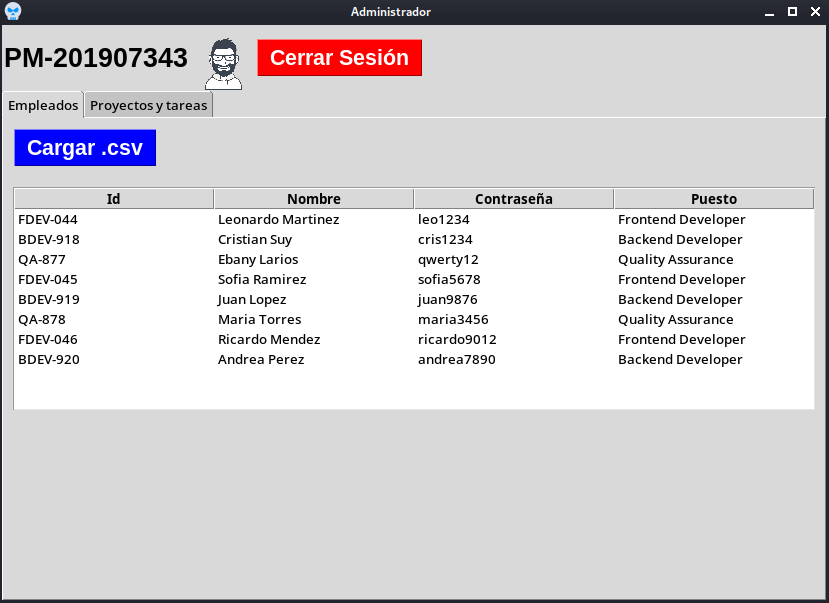 Administrador
PM-201907343 Cerrar Sesión
Empleados Proyectos y tareas
Cargar .csv
Id Nombre Contraseña Puesto
FDEV-044 Leonardo Martinez leo1234 Frontend Developer
BDEV-918 Cristian Suy cris1234 Backend Developer
QA-877 Ebany Larios qwerty12 Quality Assurance
FDEV-045 Sofia Ramirez sofia5678 Frontend Developer
BDEV-919 Juan Lopez juan9876 Backend Developer
QA-878 Maria Torres maria3456 Quality Assurance
FDEV-046 Ricardo Mendez ricardo9012 Frontend Developer
BDEV-920 Andrea Perez andrea7890 Backend Developer